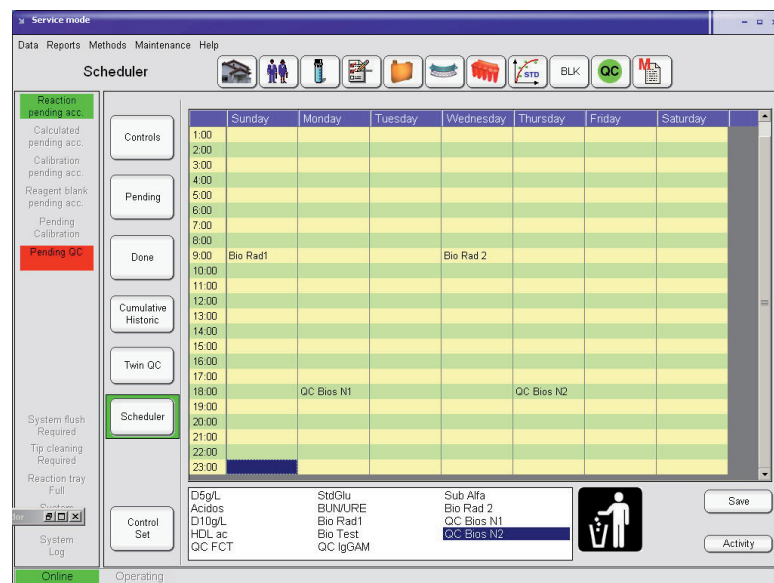 Service mode
Data Reports Methods Maintenance Help
Scheduler
STD
BLK
QC
M
Reaction
pending acc.
Calculated
pending acc.
Calibration
pending acc.
Reagent blank
pending acc.
Pending
Calibration
Pending QC
System flush
Required
Tip cleaning
Required
Reaction tray
Full
System
Log
Controls
Pending
Done
Cumulative
Historic
Twin QC
Scheduler
Control
Set
Sunday Monday Tuesday Wednesday Thursday Friday Saturday
1:00
2:00
3:00
4:00
5:00
6:00
7:00
8:00
9:00 Bio Rad1 Bio Rad 2
10:00
11:00
12:00
13:00
14:00
15:00
16:00
17:00
18:00 QC Bios N1 QC Bios N2
19:00
20:00
21:00
22:00
23:00
D5g/L StdGlu Sub Alfa
Acidos BUN/URE Bio Rad 2
D10g/L Bio Rad1 QC Bios N1
HDL ac Bio Test QC Bios N2
QC FCT QC IgGAM
Save
Activity
Online Operating